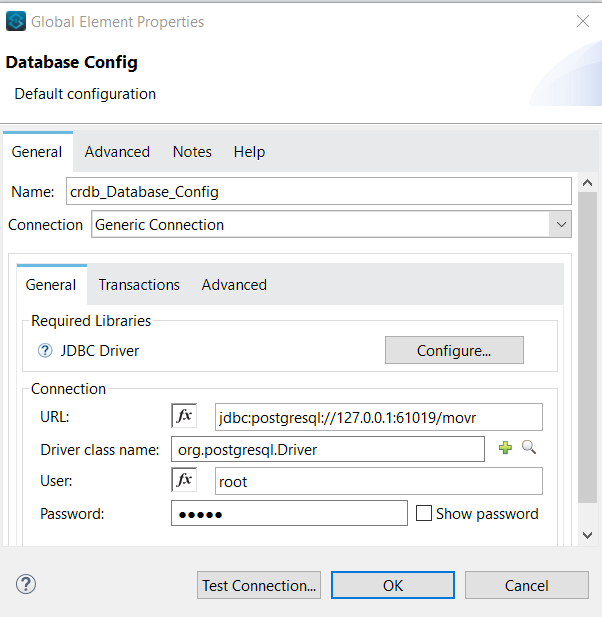 Global Element Properties
Database Config
Default configuration
General Advanced Notes Help
Name: crdb_Database_Config
Connection Generic Connection
General Transactions Advanced
Required Libraries
? JDBC Driver Configure...
Connection
URL: fx jdbc:postgresql://127.0.0.1:61019/movr
Driver class name: org.postgresql.Driver
User: fx root
Password: ●●●●● Show password
? Test Connection... OK Cancel